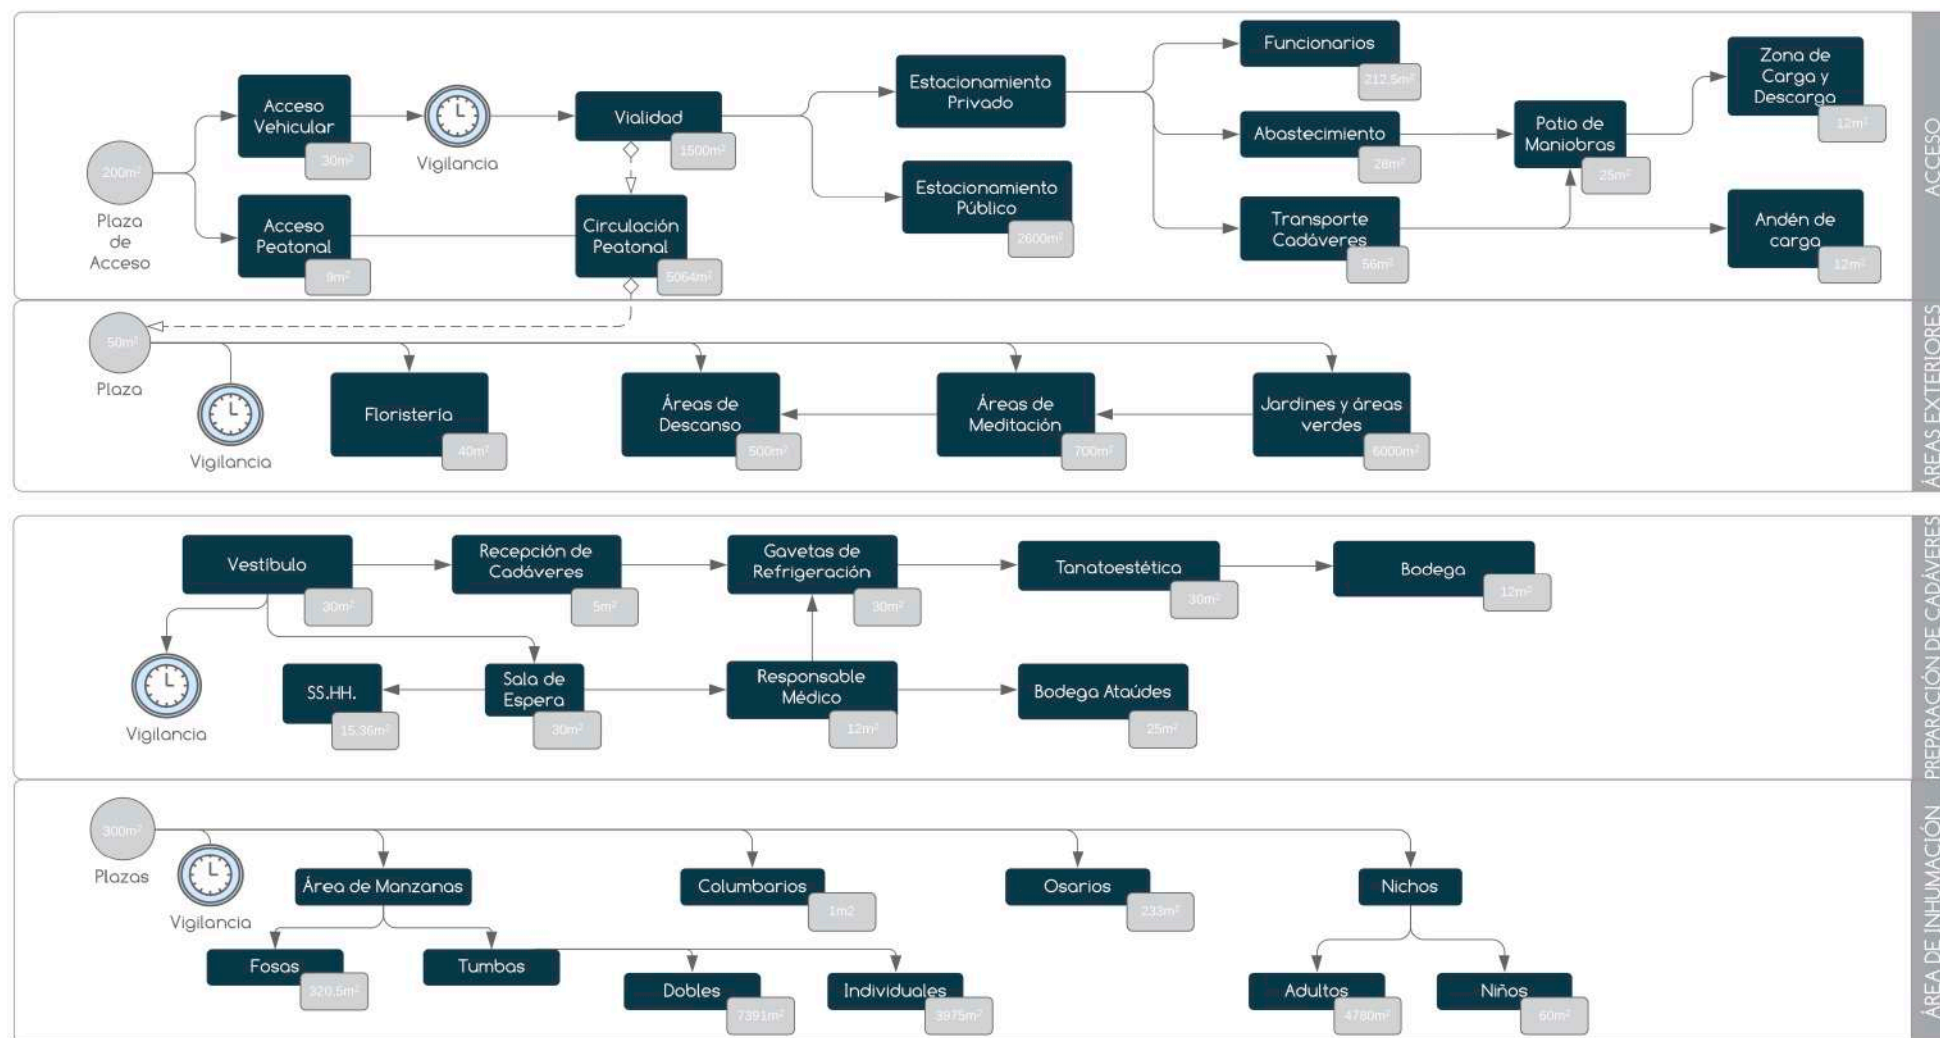 Acceso
Vehicular
30m²
Vigilancia
Vialidad
1500m²
Estacionamiento
Privado
Funcionarios
212,5m²
Zona de
Carga y
Descarga
12m²
200m²
Plaza
de
Acceso
Abastecimiento
28m²
Patio de
Maniobras
25m²
Acceso
Peatonal
9m²
Circulación
Peatonal
5064m²
Estacionamiento
Público
2600m²
Transporte
Cadáveres
56m²
Andén de
carga
12m²
ACCESO
50m²
Plaza
Vigilancia
Floristería
40m²
Áreas de
Descanso
500m²
Áreas de
Meditación
700m²
Jardines y áreas
verdes
6000m²
ÁREAS EXTERIORES
Vestíbulo
30m²
Recepción de
Cadáveres
5m²
Gavetas de
Refrigeración
30m²
Tanatoestética
30m²
Bodega
12m²
Vigilancia
SS.HH.
15.36m²
Sala de
Espera
30m²
Responsable
Médico
12m²
Bodega Ataúdes
25m²
PREPARACIÓN DE CADÁVERES
300m²
Plazas
Vigilancia
Área de Manzanas
Columbarios
1m2
Osarios
233m²
Nichos
Fosas
320.5m²
Tumbas
Dobles
7391m²
Individuales
3975m²
Adultos
4780m²
Niños
60m²
ÁREA DE INHUMACIÓN